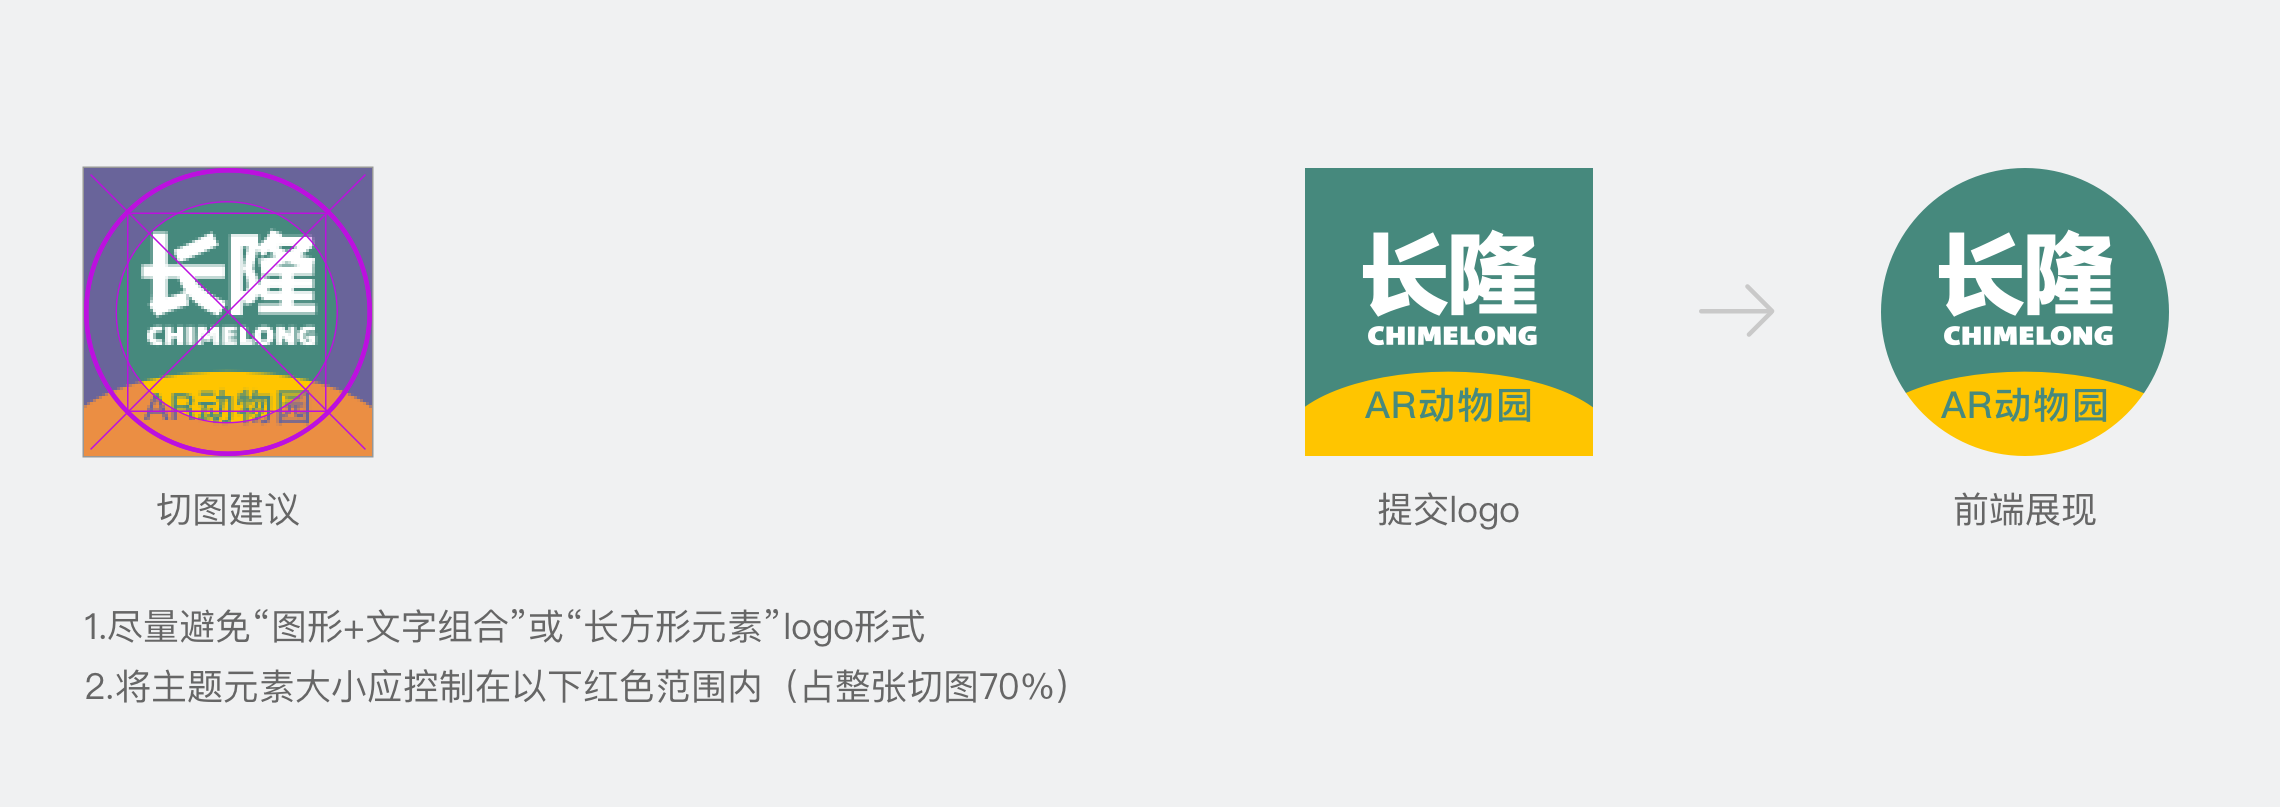 长隆
CHIMELONG
AR动物园
切图建议
长隆
CHIMELONG
AR动物园
提交logo
长隆
CHIMELONG
AR动物园
前端展现
1.尽量避免“图形+文字组合”或“长方形元素”logo形式
2.将主题元素大小应控制在以下红色范围内（占整张切图70%）